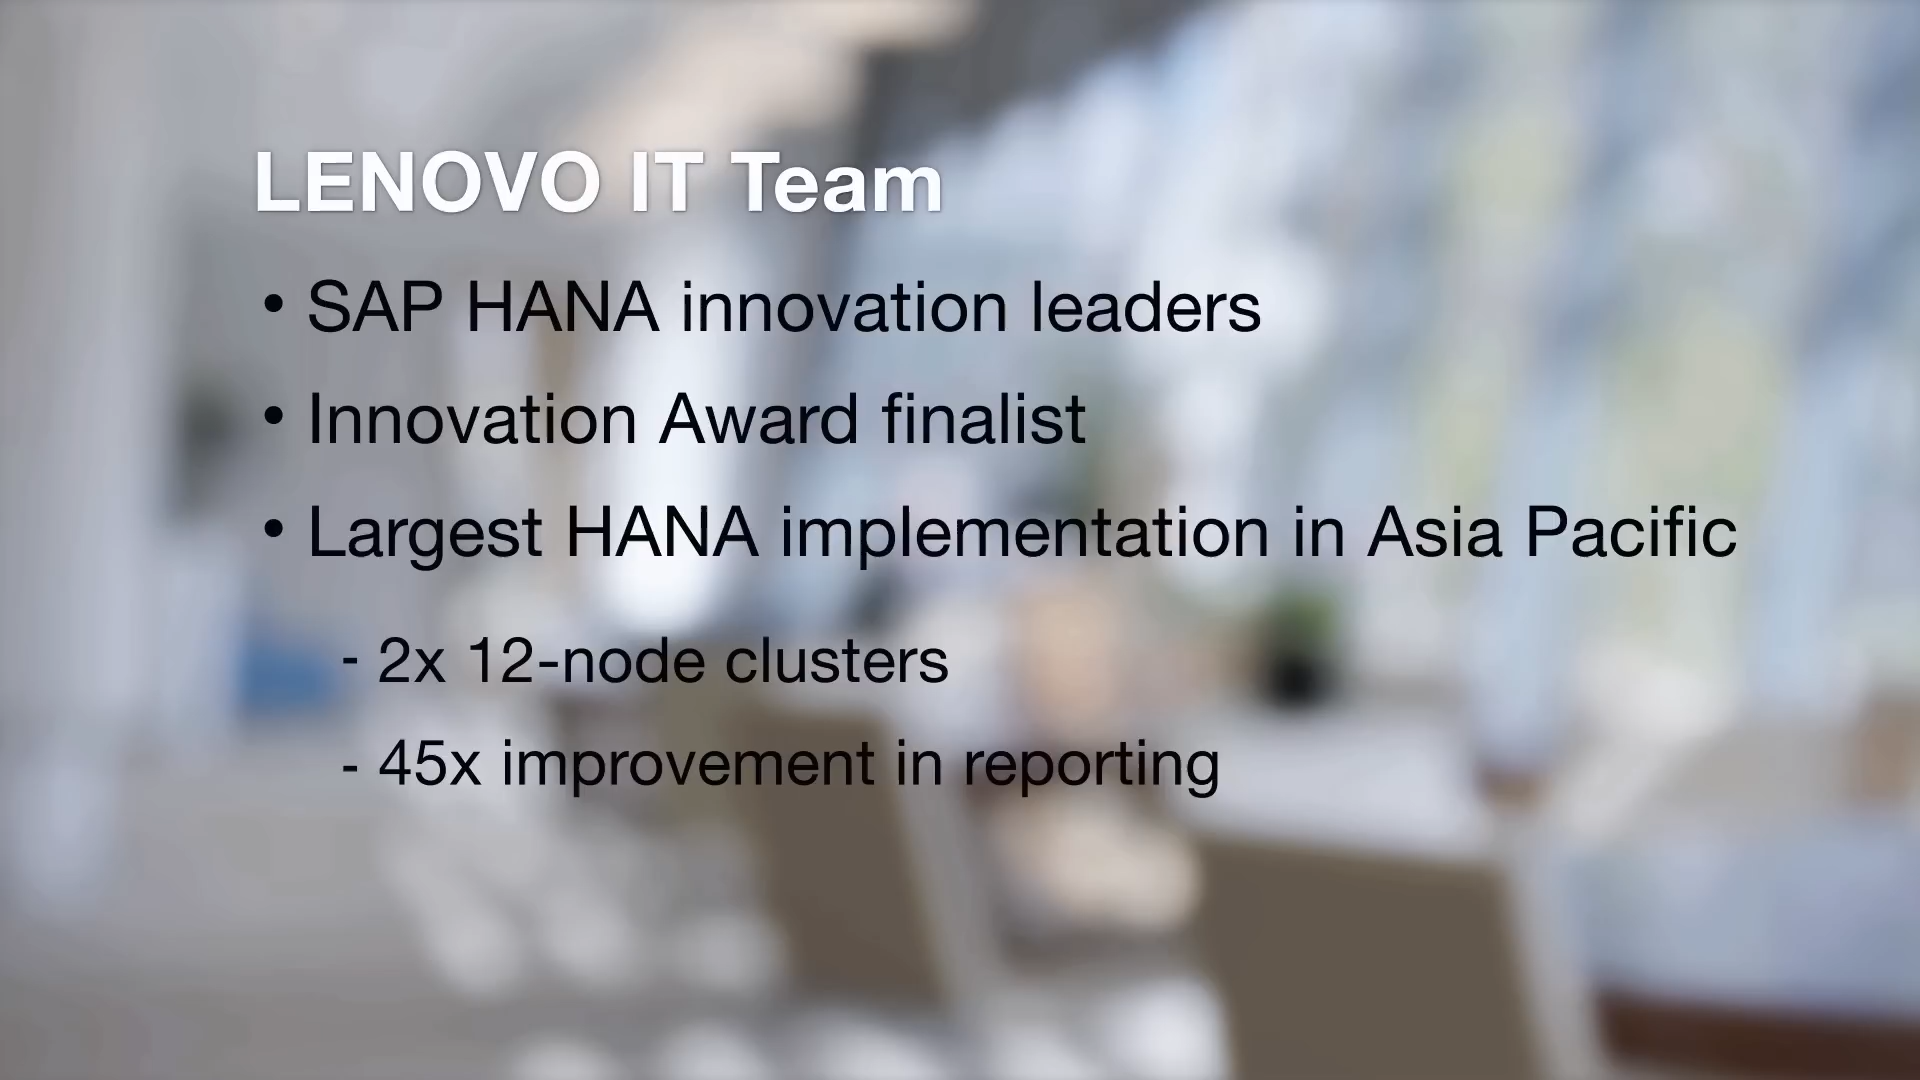 LENOVO IT Team
• SAP HANA innovation leaders
• Innovation Award finalist
• Largest HANA implementation in Asia Pacific
- 2x 12-node clusters
- 45x improvement in reporting